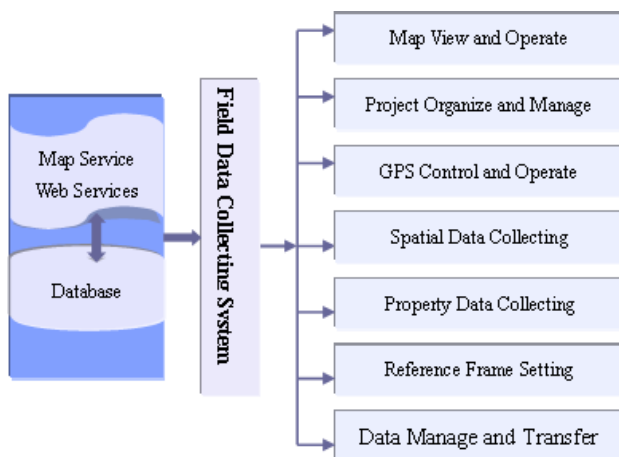 Map Service
Web Services
Database
Field Data Collecting System
Map View and Operate
Project Organize and Manage
GPS Control and Operate
Spatial Data Collecting
Property Data Collecting
Reference Frame Setting
Data Manage and Transfer